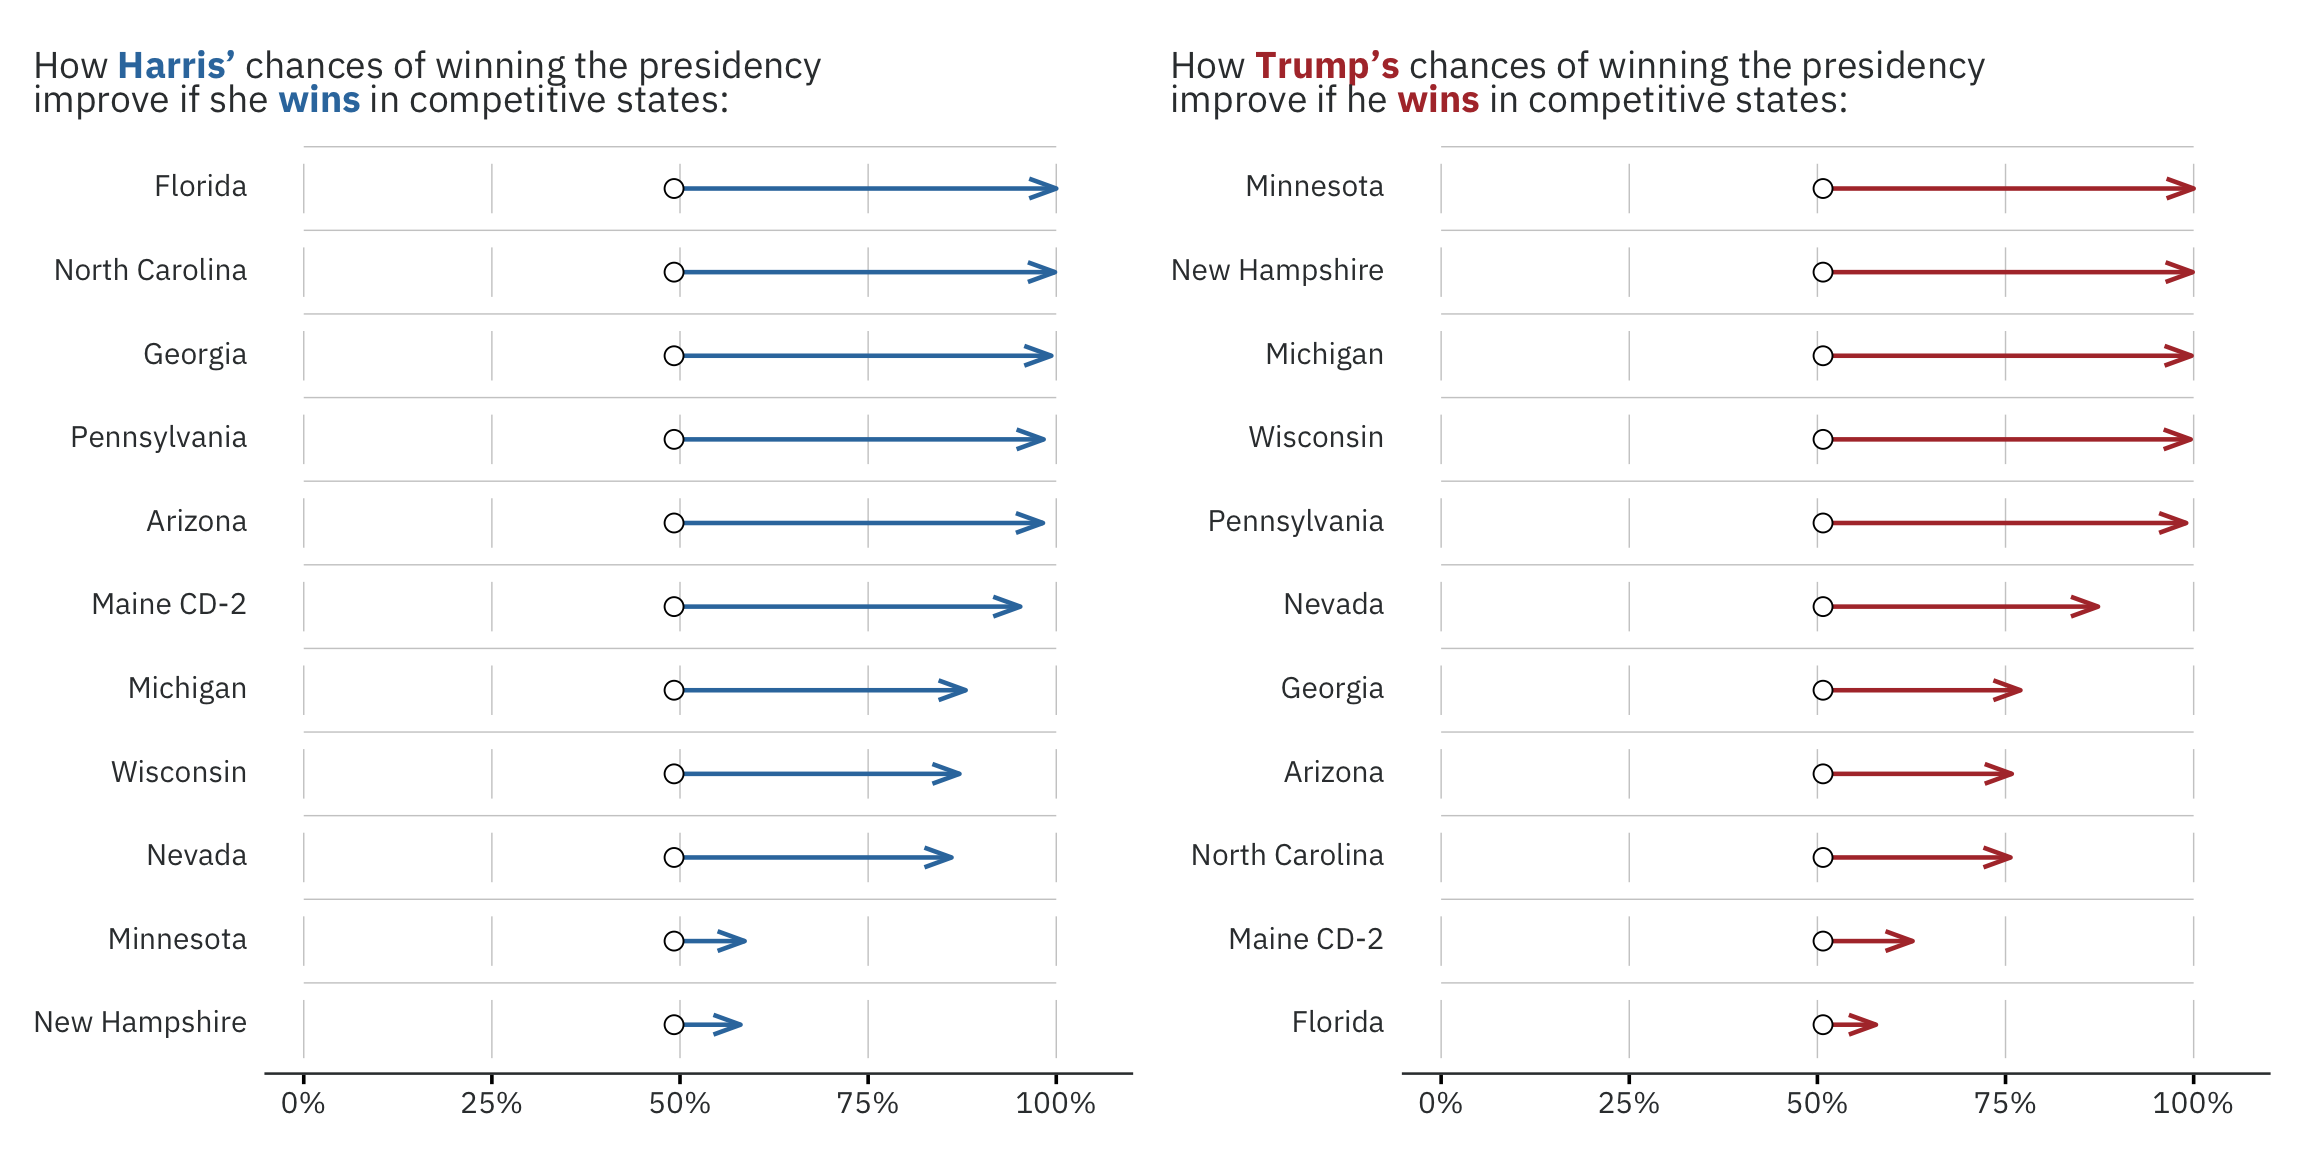 How Harris’ chances of winning the presidency
improve if she wins in competitive states:
Florida
North Carolina
Georgia
Pennsylvania
Arizona
Maine CD-2
Michigan
Wisconsin
Nevada
Minnesota
New Hampshire
0% 25% 50% 75% 100%
How Trump’s chances of winning the presidency
improve if he wins in competitive states:
Minnesota
New Hampshire
Michigan
Wisconsin
Pennsylvania
Nevada
Georgia
Arizona
North Carolina
Maine CD-2
Florida
0% 25% 50% 75% 100%